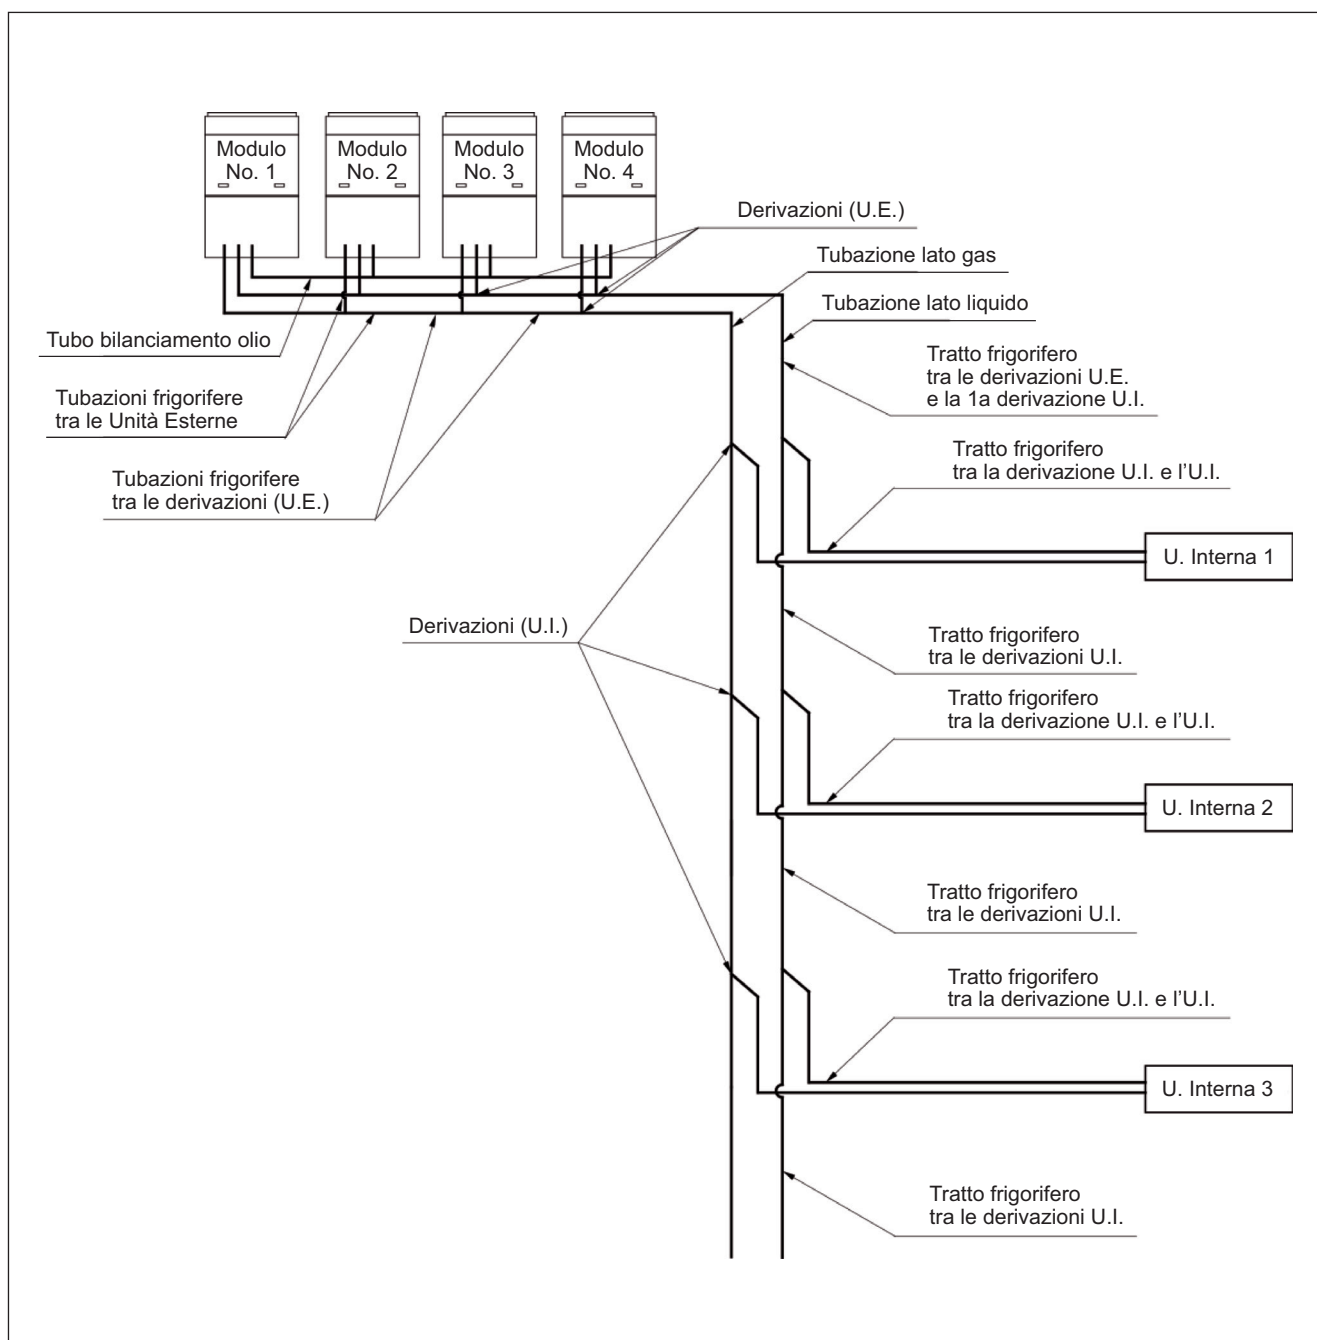 Modulo
No. 1
Modulo
No. 2
Modulo
No. 3
Modulo
No. 4
Derivazioni (U.E.)
Tubazione lato gas
Tubazione lato liquido
Tubo bilanciamento olio
Tratto frigorifero
tra le derivazioni U.E.
e la 1a derivazione U.I.
Tubazioni frigorifere
tra le Unità Esterne
Tratto frigorifero
tra la derivazione U.I. e l'U.I.
Tubazioni frigorifere
tra le derivazioni (U.E.)
U. Interna 1
Derivazioni (U.I.)
Tratto frigorifero
tra le derivazioni U.I.
Tratto frigorifero
tra la derivazione U.I. e l'U.I.
U. Interna 2
Tratto frigorifero
tra le derivazioni U.I.
Tratto frigorifero
tra la derivazione U.I. e l'U.I.
U. Interna 3
Tratto frigorifero
tra le derivazioni U.I.